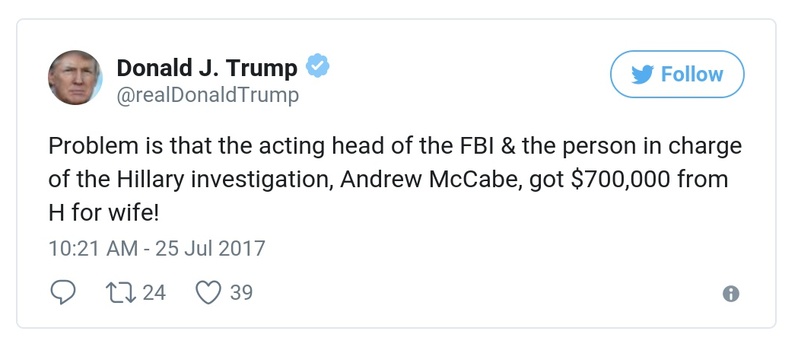 Donald J. Trump
@realDonaldTrump
Follow
Problem is that the acting head of the FBI & the person in charge
of the Hillary investigation, Andrew McCabe, got $700,000 from
H for wife!
10:21 AM - 25 Jul 2017
24 39